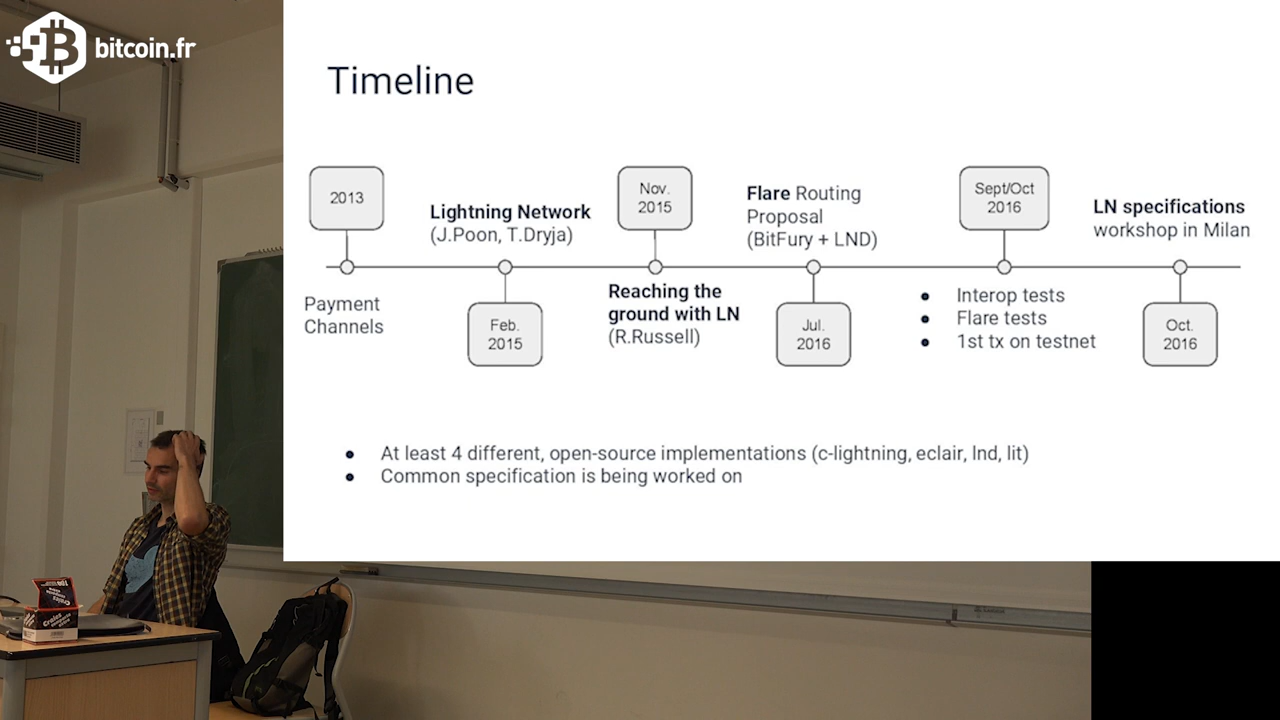 bitcoin.fr
Timeline
2013
Payment
Channels
Lightning Network
(J.Poon, T.Dryja)
Feb.
2015
Nov.
2015
Reaching the
ground with LN
(R.Russell)
Flare Routing
Proposal
(BitFury + LND)
Jul.
2016
Sept/Oct
2016
Interop tests
Flare tests
1st tx on testnet
LN specifications
workshop in Milan
Oct.
2016
At least 4 different, open-source implementations (c-lightning, eclair, lnd, lit)
Common specification is being worked on
Craies